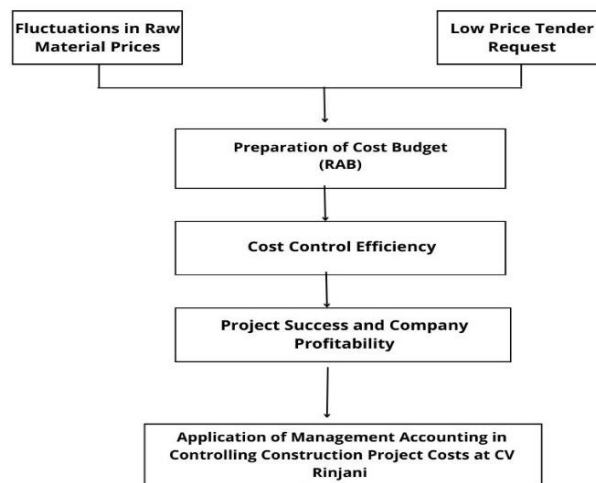 Fluctuations in Raw
Material Prices
Low Price Tender
Request
Preparation of Cost Budget
(RAB)
Cost Control Efficiency
Project Success and Company
Profitability
Application of Management Accounting in
Controlling Construction Project Costs at CV
Rinjani